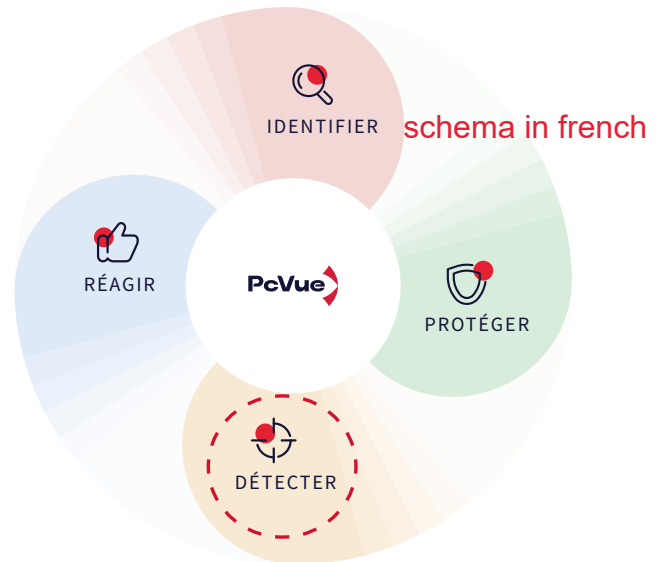 IDENTIFIER
schema in french
RÉAGIR
PcVue
PROTÉGER
DÉTECTER